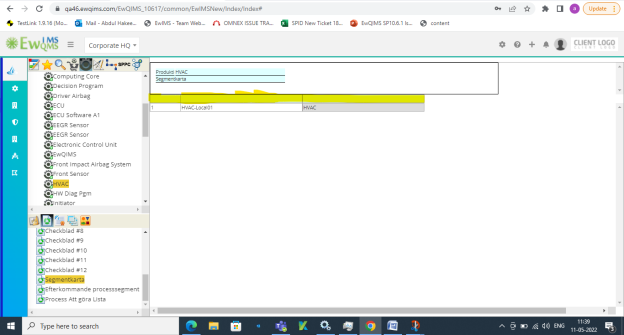 qa46.ewqims.com/EwQIMS_10617/common/EwIMSNew/Index/Index#
Update
TestLink 1.9.16 (Mo...
Mail - Abdul Hakee...
EwIMS - Team Web...
OMNEX ISSUE TRA...
SPID New Ticket 18...
EwQIMS SP10.6.1 Is...
content
EwIMS
QIMS
Corporate HQ
CLIENT LOGO
SPPC
Computing Core
Decision Program
Driver Airbag
ECU
ECU Software A1
EEGR Sensor
EEGR Sensor
Electronic Control Unit
EwQIMS
Front Impact Airbag System
Front Sensor
HVAC
HW Diag Pgm
Initiator
Produkt HVAC
Segmentkarta
1 HVAC-Local01 HVAC
Checkblad #8
Checkblad #9
Checkblad #10
Checkblad #11
Checkblad #12
Segmentkarta
Efterkommande processsegment
Process Att göra Lista
Type here to search
11:39
11-05-2022